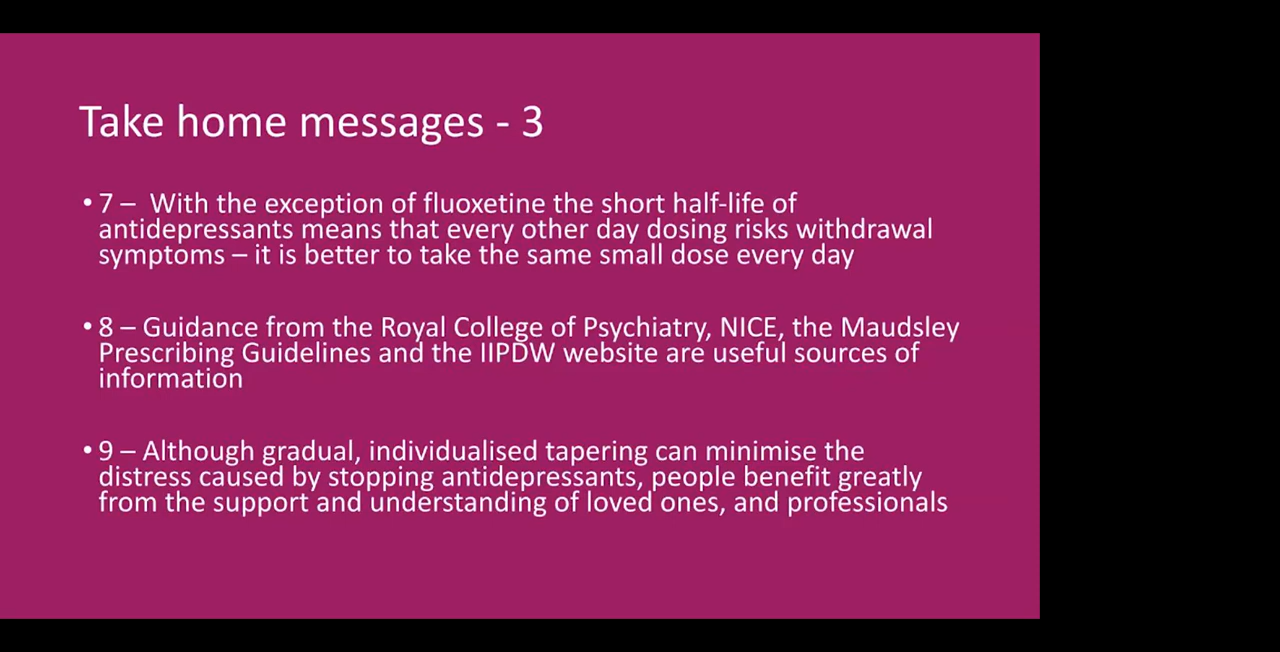 Take home messages - 3
• 7 – With the exception of fluoxetine the short half-life of
antidepressants means that every other day dosing risks withdrawal
symptoms – it is better to take the same small dose every day
• 8 – Guidance from the Royal College of Psychiatry, NICE, the Maudsley
Prescribing Guidelines and the IIPDW website are useful sources of
information
• 9 – Although gradual, individualised tapering can minimise the
distress caused by stopping antidepressants, people benefit greatly
from the support and understanding of loved ones, and professionals